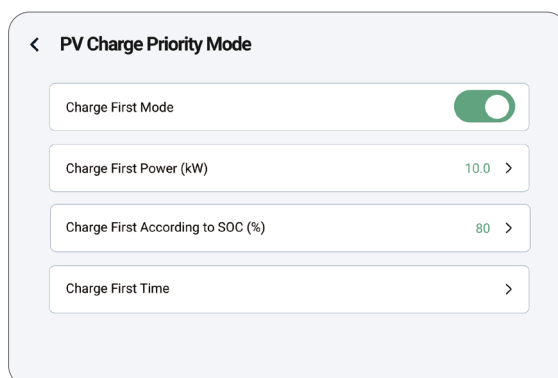 PV Charge Priority Mode
Charge First Mode
Charge First Power (kW) 10.0
Charge First According to SOC (%) 80
Charge First Time